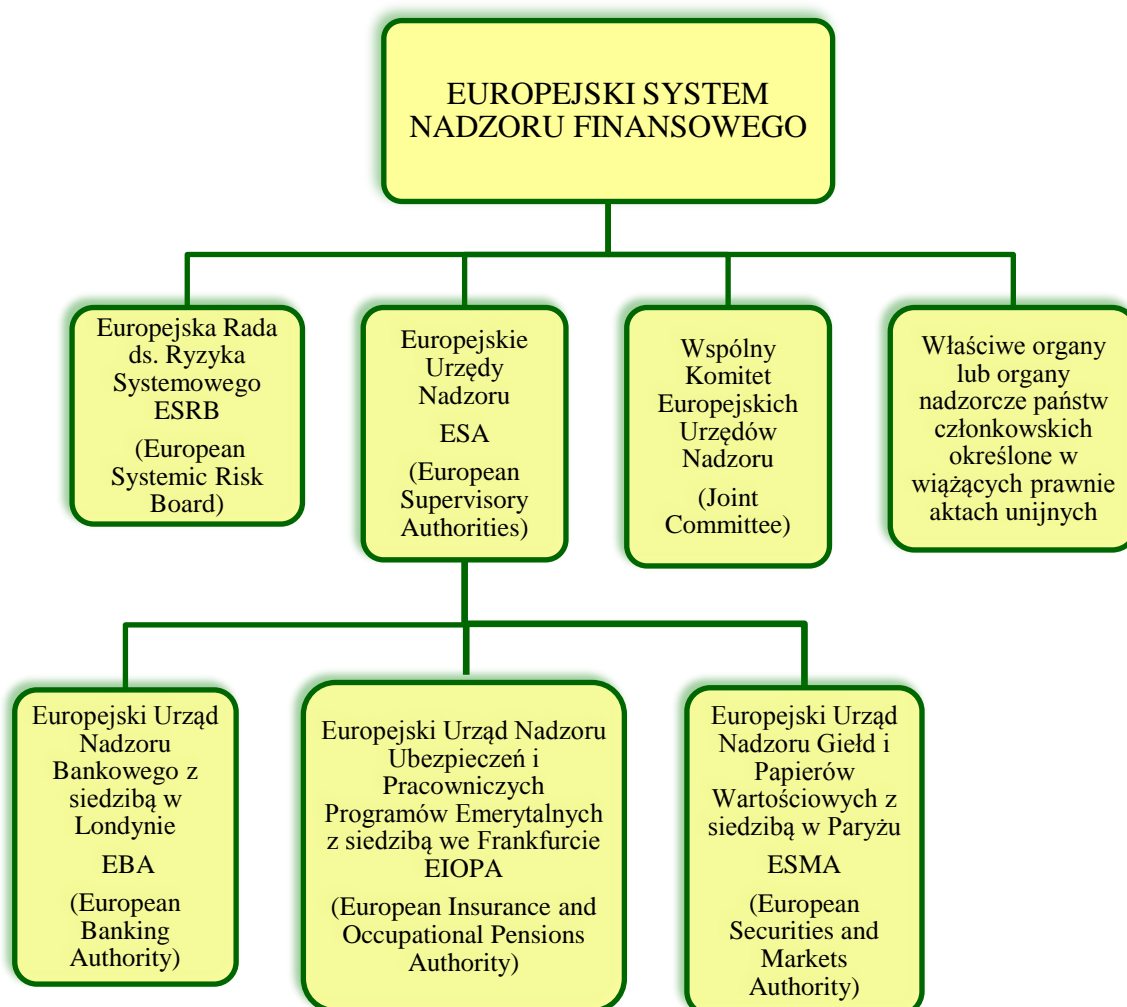 EUROPEJSKI SYSTEM
NADZORU FINANSOWEGO
Europejska Rada
ds. Ryzyka
Systemowego
ESRB
(European
Systemic Risk
Board)
Europejskie
Urzędy
Nadzoru
ESA
(European
Supervisory
Authorities)
Wspólny
Komitet
Europejskich
Urzędów
Nadzoru
(Joint
Committee)
Właściwe organy
lub organy
nadzorcze państw
członkowskich
określone w
wiążących prawnie
aktach unijnych
Europejski Urząd
Nadzoru
Bankowego z
siedzibą w
Londynie
EBA
(European
Banking
Authority)
Europejski Urząd Nadzoru
Ubezpieczeń i
Pracowniczych
Programów Emerytalnych
z siedzibą we Frankfurcie
EIOPA
(European Insurance and
Occupational Pensions
Authority)
Europejski Urząd
Nadzoru Giełd i
Papierów
Wartościowych z
siedzibą w Paryżu
ESMA
(European
Securities and
Markets
Authority)